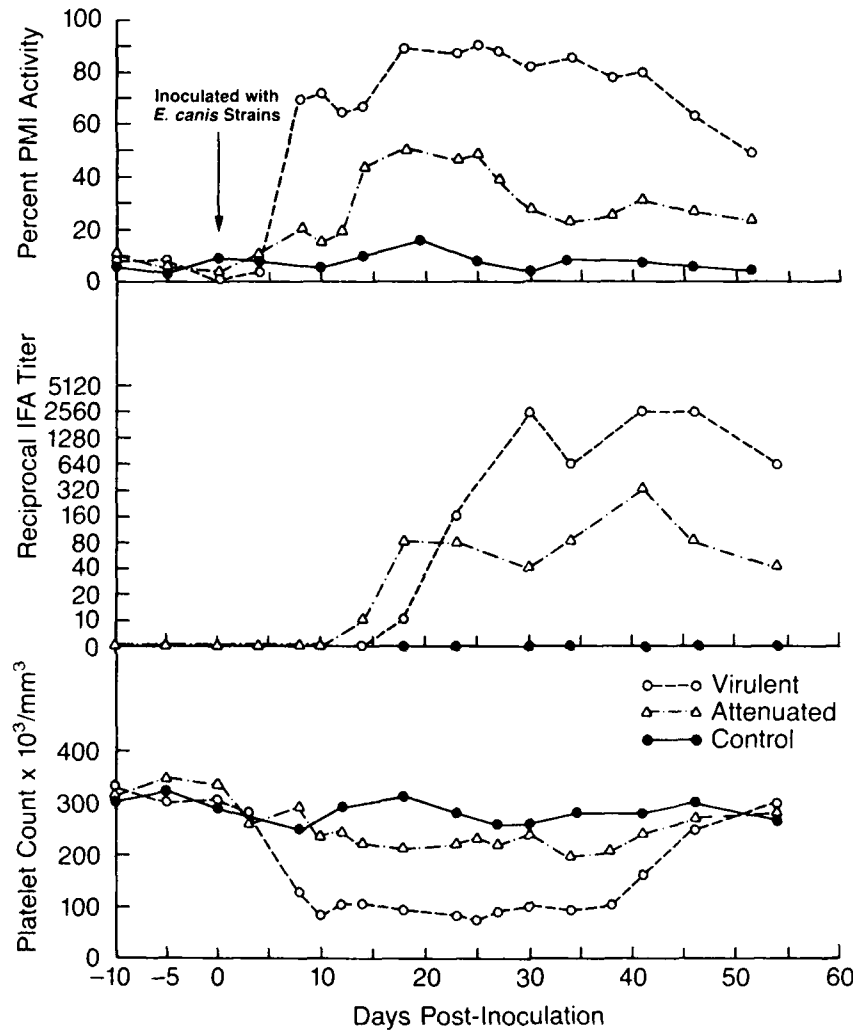 Percent PMI Activity
100
80
60
40
20
0
Inoculated with
E. canis Strains
Reciprocal IFA Titer
5120
2560
1280
640
320
160
80
40
20
10
0
Virulent
Attenuated
Control
Platelet Count x 10³/mm³
400
300
200
100
0
−10 −5 0 10 20 30 40 50 60
Days Post-Inoculation